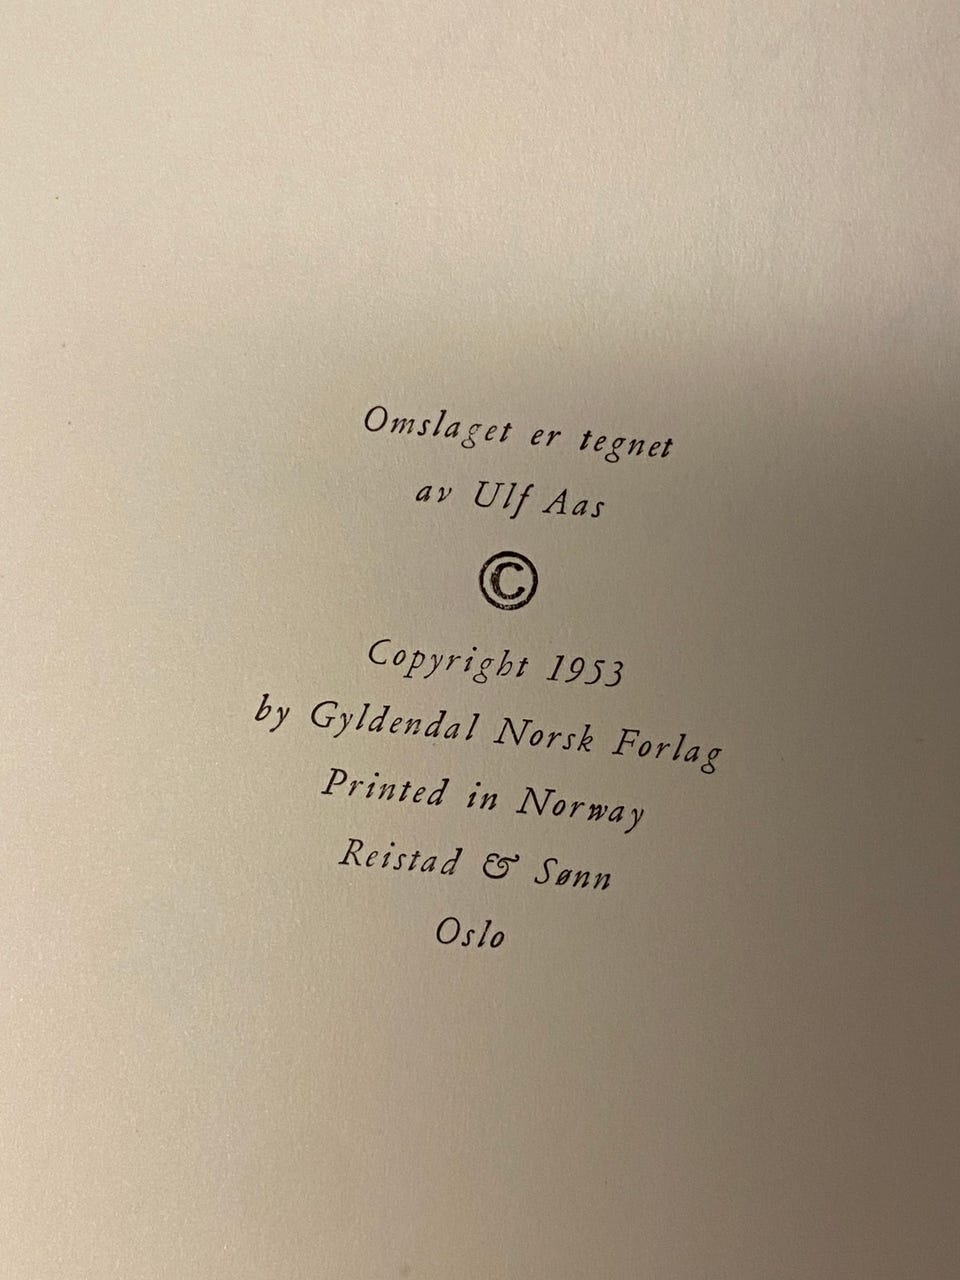 Omslaget er tegnet
av Ulf Aas
©
Copyright 1953
by Gyldendal Norsk Forlag
Printed in Norway
Reistad & Sønn
Oslo